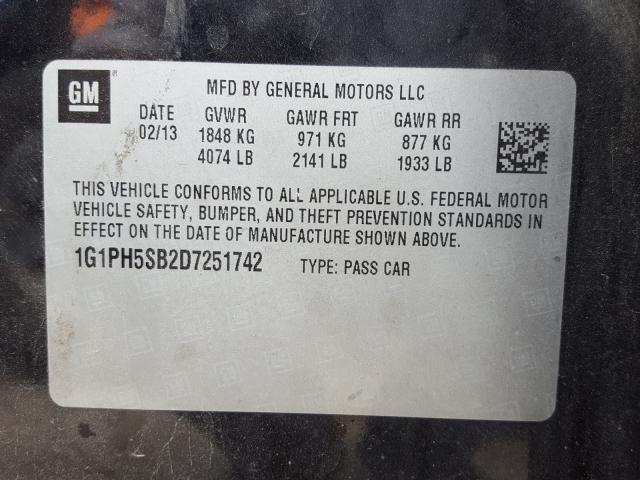 GM
MFD BY GENERAL MOTORS LLC
DATE GVWR GAWR FRT GAWR RR
02/13 1848 KG 971 KG 877 KG
4074 LB 2141 LB 1933 LB
THIS VEHICLE CONFORMS TO ALL APPLICABLE U.S. FEDERAL MOTOR
VEHICLE SAFETY, BUMPER, AND THEFT PREVENTION STANDARDS IN
EFFECT ON THE DATE OF MANUFACTURE SHOWN ABOVE.
1G1PH5SB2D7251742 TYPE: PASS CAR